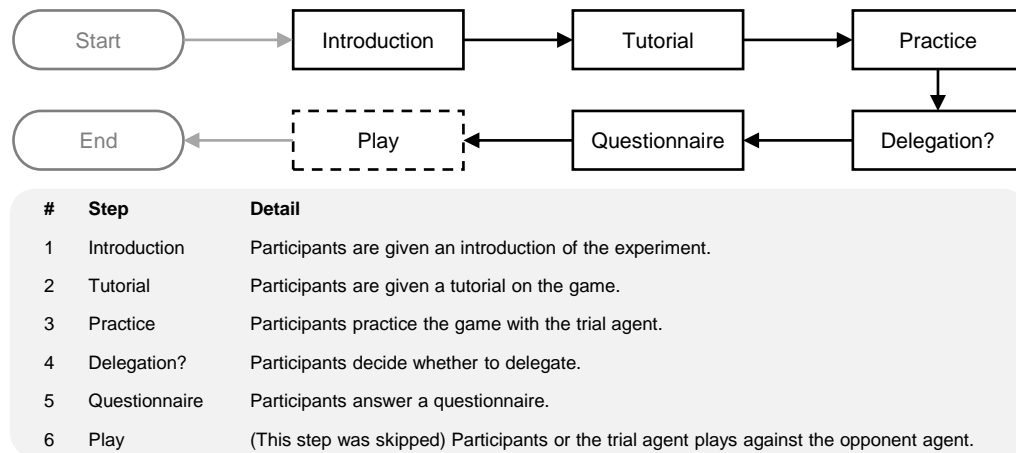 Start Introduction Tutorial Practice
End Play Questionnaire Delegation?
# Step Detail
1 Introduction Participants are given an introduction of the experiment.
2 Tutorial Participants are given a tutorial on the game.
3 Practice Participants practice the game with the trial agent.
4 Delegation? Participants decide whether to delegate.
5 Questionnaire Participants answer a questionnaire.
6 Play (This step was skipped) Participants or the trial agent plays against the opponent agent.